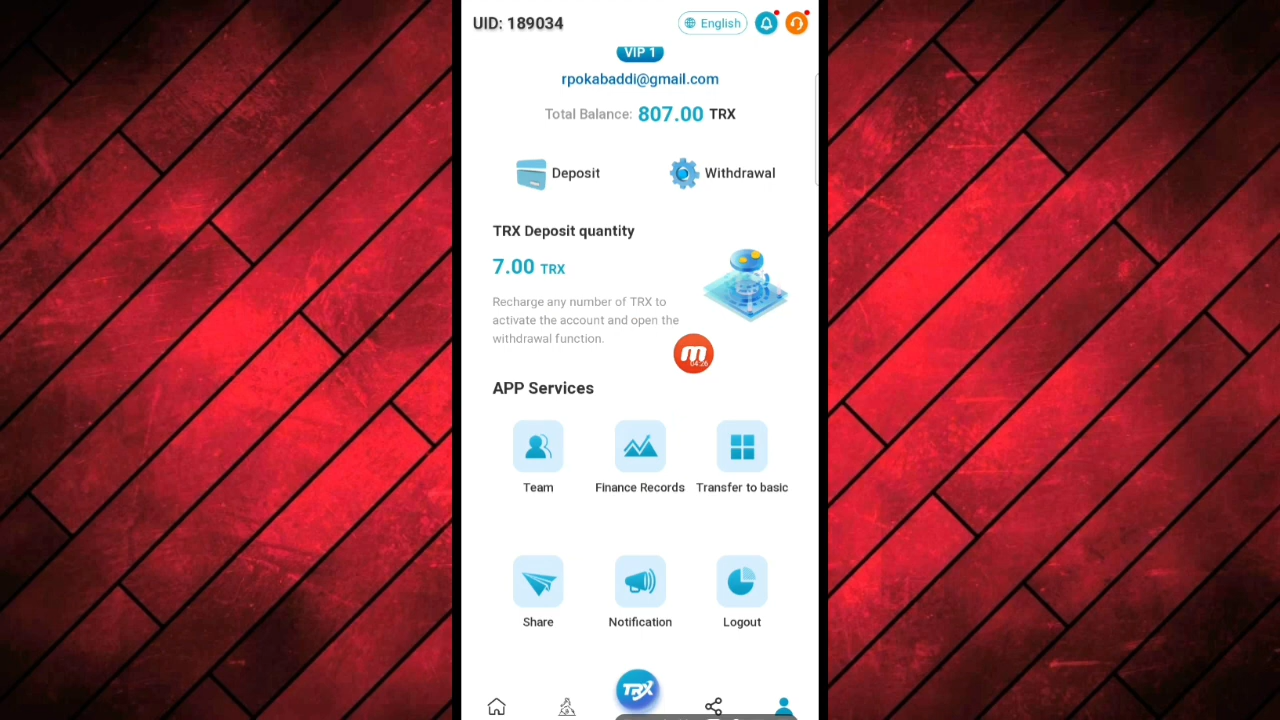 UID: 189034
English
VIP 1
rpokabaddi@gmail.com
Total Balance: 807.00 TRX
Deposit
Withdrawal
TRX Deposit quantity
7.00 TRX
Recharge any number of TRX to
activate the account and open the
withdrawal function.
04:26
APP Services
Team
Finance Records
Transfer to basic
Share
Notification
Logout
TRX